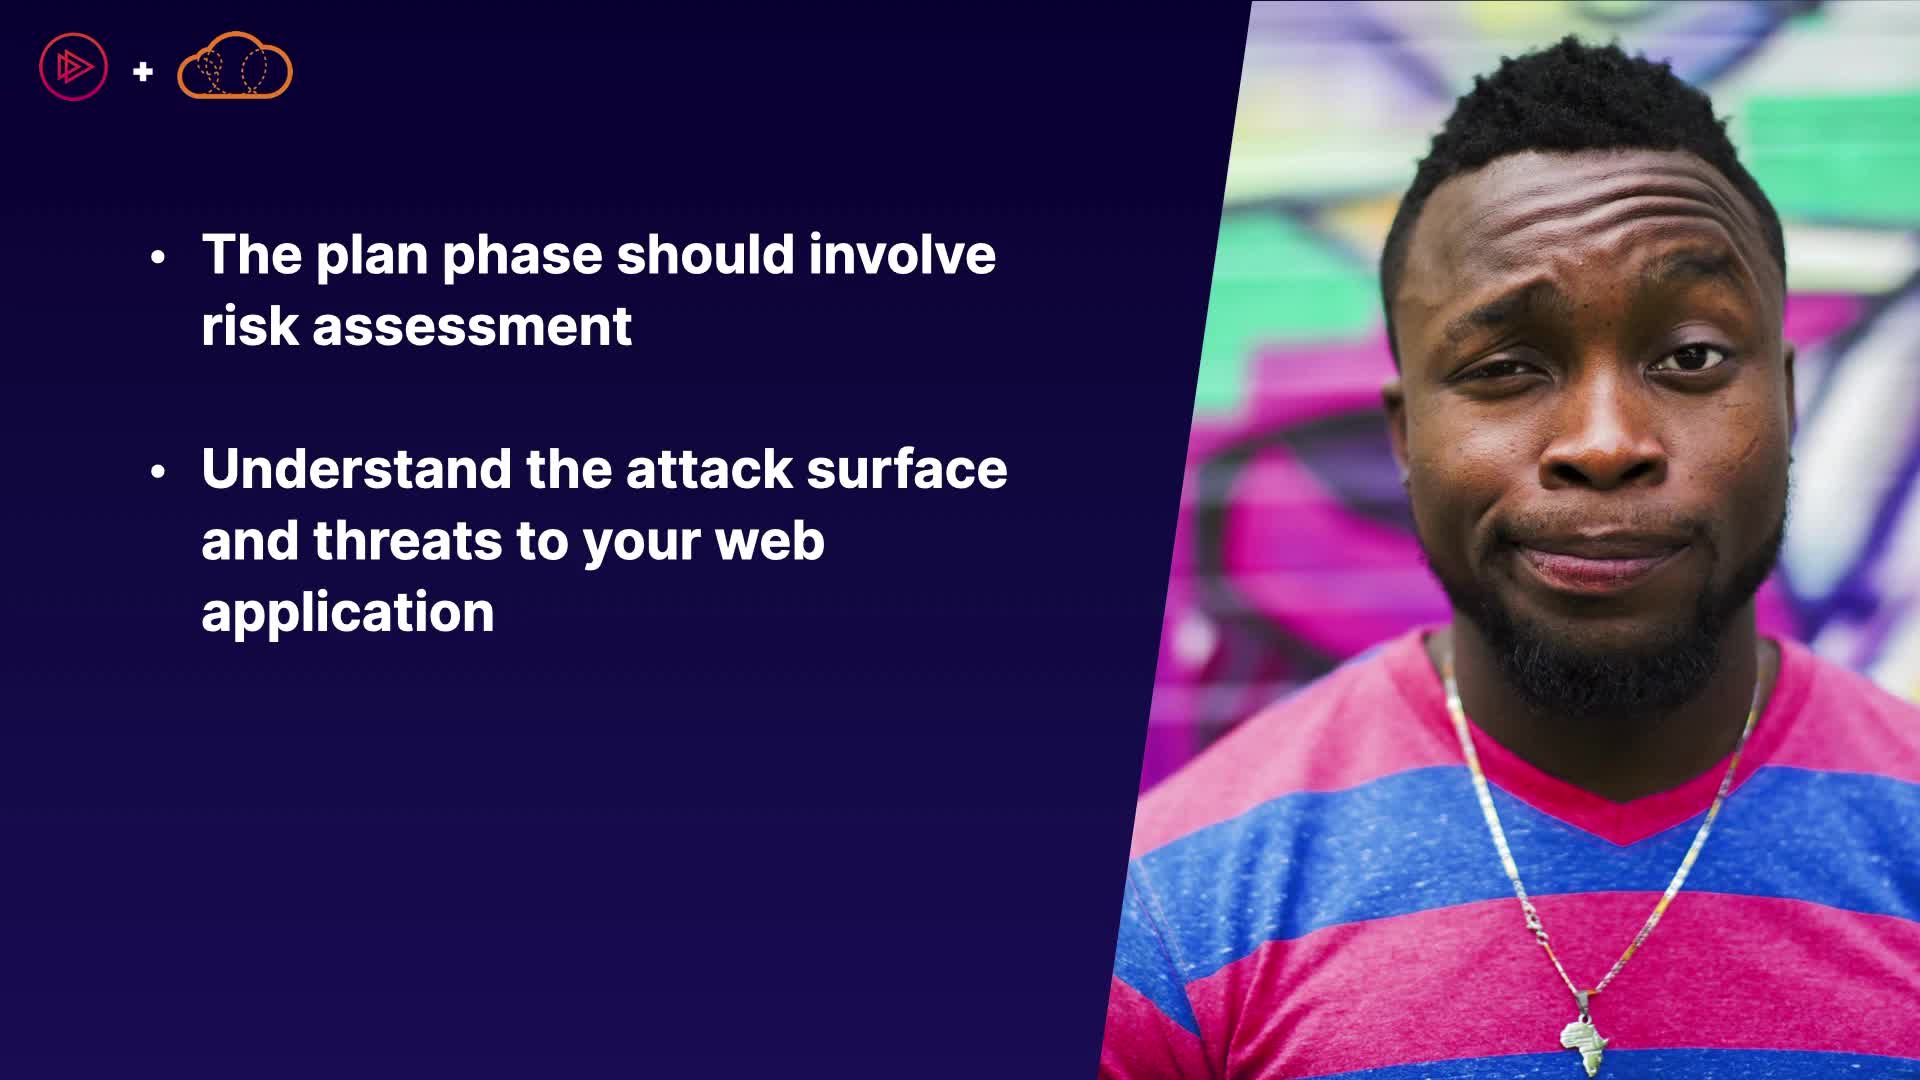 • The plan phase should involve
risk assessment
• Understand the attack surface
and threats to your web
application